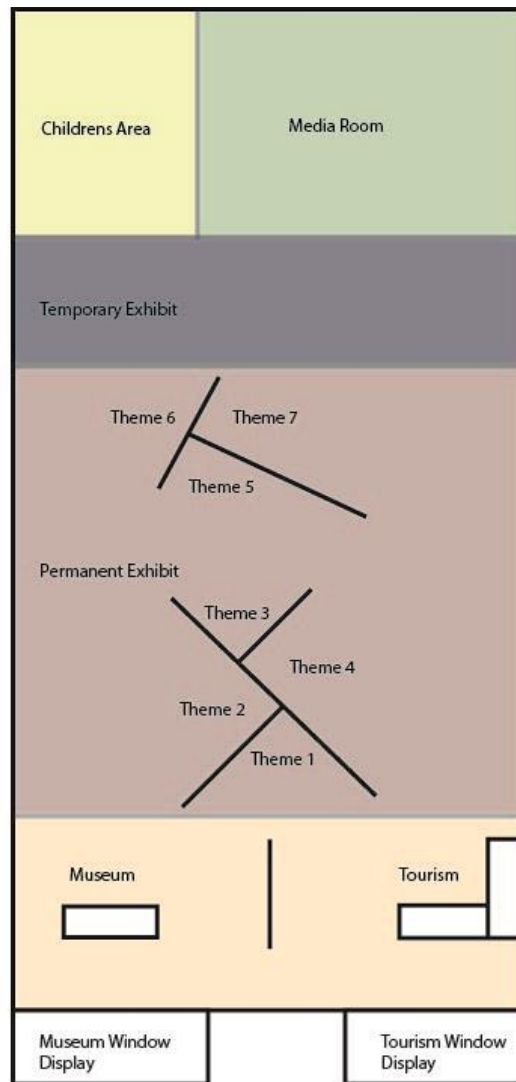 Childrens Area
Media Room
Temporary Exhibit
Theme 6
Theme 7
Theme 5
Permanent Exhibit
Theme 3
Theme 4
Theme 2
Theme 1
Museum
Tourism
Museum Window
Display
Tourism Window
Display